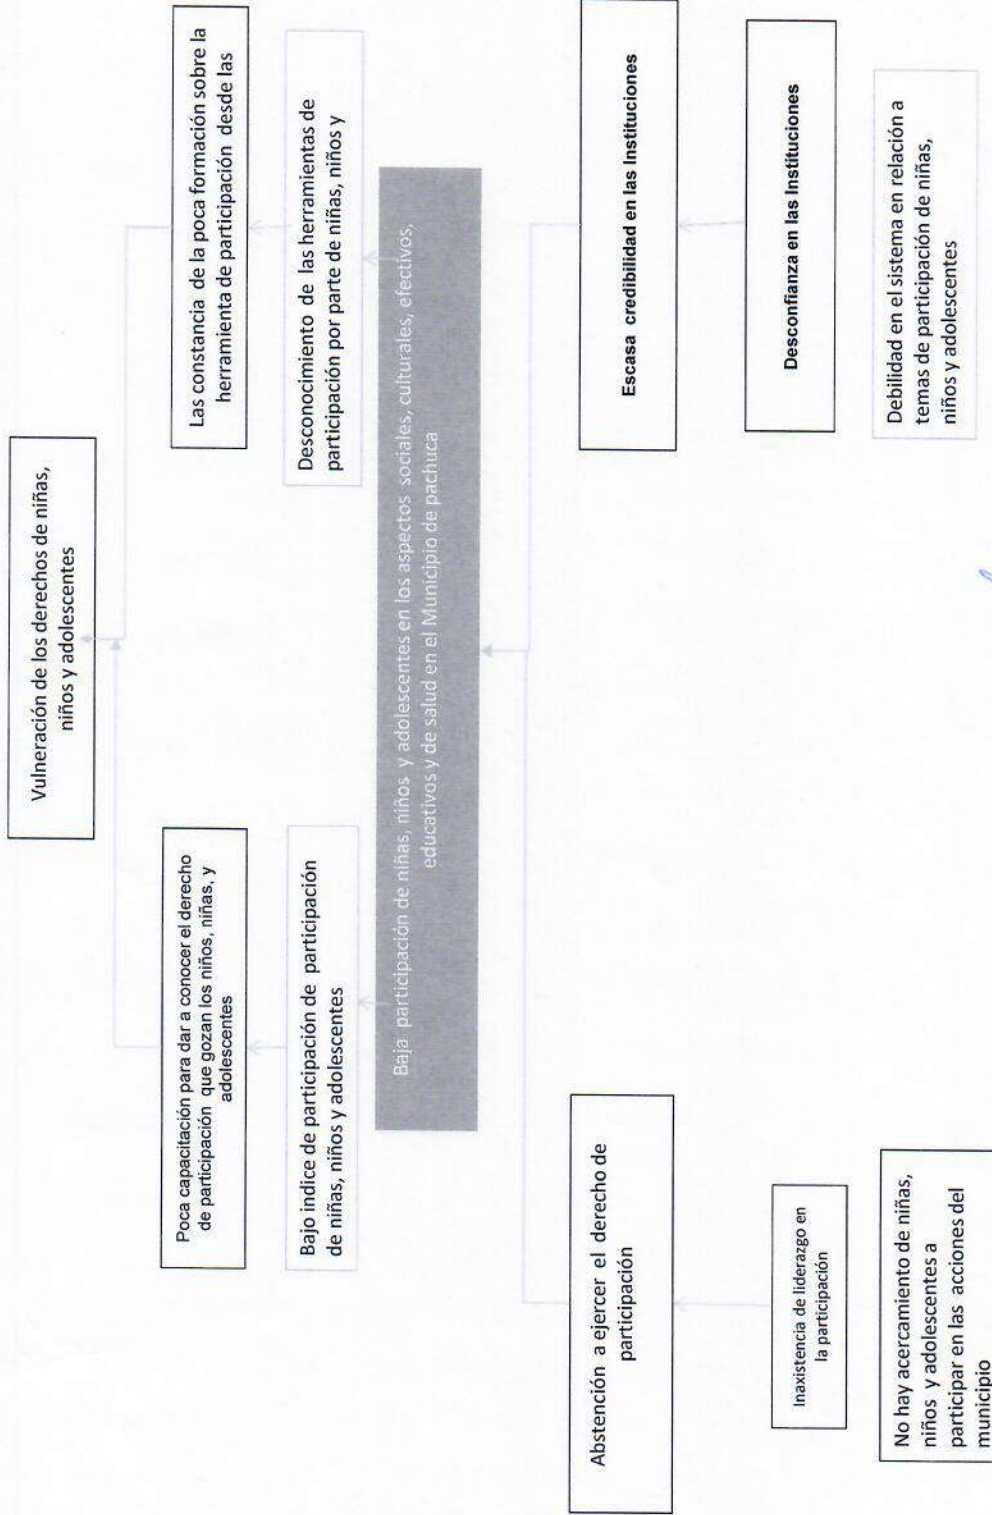 Vulneración de los derechos de niñas,
niños y adolescentes
Poca capacitación para dar a conocer el derecho
de participación que gozan los niños, niñas, y
adolescentes
Las constancia de la poca formación sobre la
herramienta de participación desde las
Bajo indice de participación de participación
de niñas, niños y adolescentes
Desconocimiento de las herramientas de
participación por parte de niñas, niños y
Baja participación de niñas, niños y adolescentes en los aspectos sociales, culturales, efectivos,
educativos y de salud en el Municipio de pachuca
Abstención a ejercer el derecho de
participación
Escasa credibilidad en las Instituciones
Inaxistencia de liderazgo en
la participación
Desconfianza en las Instituciones
No hay acercamiento de niñas,
niños y adolescentes a
participar en las acciones del
municipio
Debilidad en el sistema en relación a
temas de participación de niñas,
niños y adolescentes